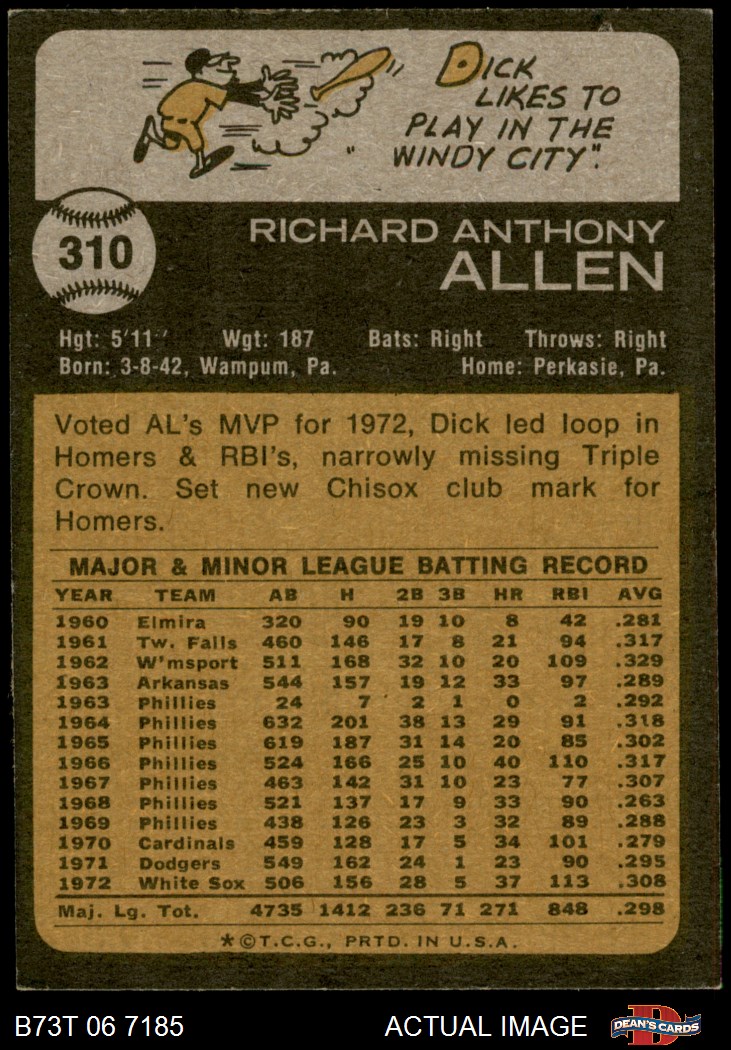 DICK
LIKES TO
PLAY IN THE
"WINDY CITY".
310
RICHARD ANTHONY
ALLEN
Hgt: 5'11" Wgt: 187 Bats: Right Throws: Right
Born: 3-8-42, Wampum, Pa. Home: Perkasie, Pa.
Voted AL's MVP for 1972, Dick led loop in
Homers & RBI's, narrowly missing Triple
Crown. Set new Chisox club mark for
Homers.
MAJOR & MINOR LEAGUE BATTING RECORD
YEAR TEAM AB H 2B 3B HR RBI AVG
1960 Elmira 320 90 19 10 8 42 .281
1961 Tw. Falls 460 146 17 8 21 94 .317
1962 W'msport 511 168 32 10 20 109 .329
1963 Arkansas 544 157 19 12 33 97 .289
1963 Phillies 24 7 2 1 0 2 .292
1964 Phillies 632 201 38 13 29 91 .318
1965 Phillies 619 187 31 14 20 85 .302
1966 Phillies 524 166 25 10 40 110 .317
1967 Phillies 463 142 31 10 23 77 .307
1968 Phillies 521 137 17 9 33 90 .263
1969 Phillies 438 126 23 3 32 89 .288
1970 Cardinals 459 128 17 5 34 101 .279
1971 Dodgers 549 162 24 1 23 90 .295
1972 White Sox 506 156 28 5 37 113 .308
Maj. Lg. Tot. 4735 1412 236 71 271 848 .298
*©T.C.G., PRTD. IN U.S.A.
B73T 06 7185 ACTUAL IMAGE DEAN'S CARDS